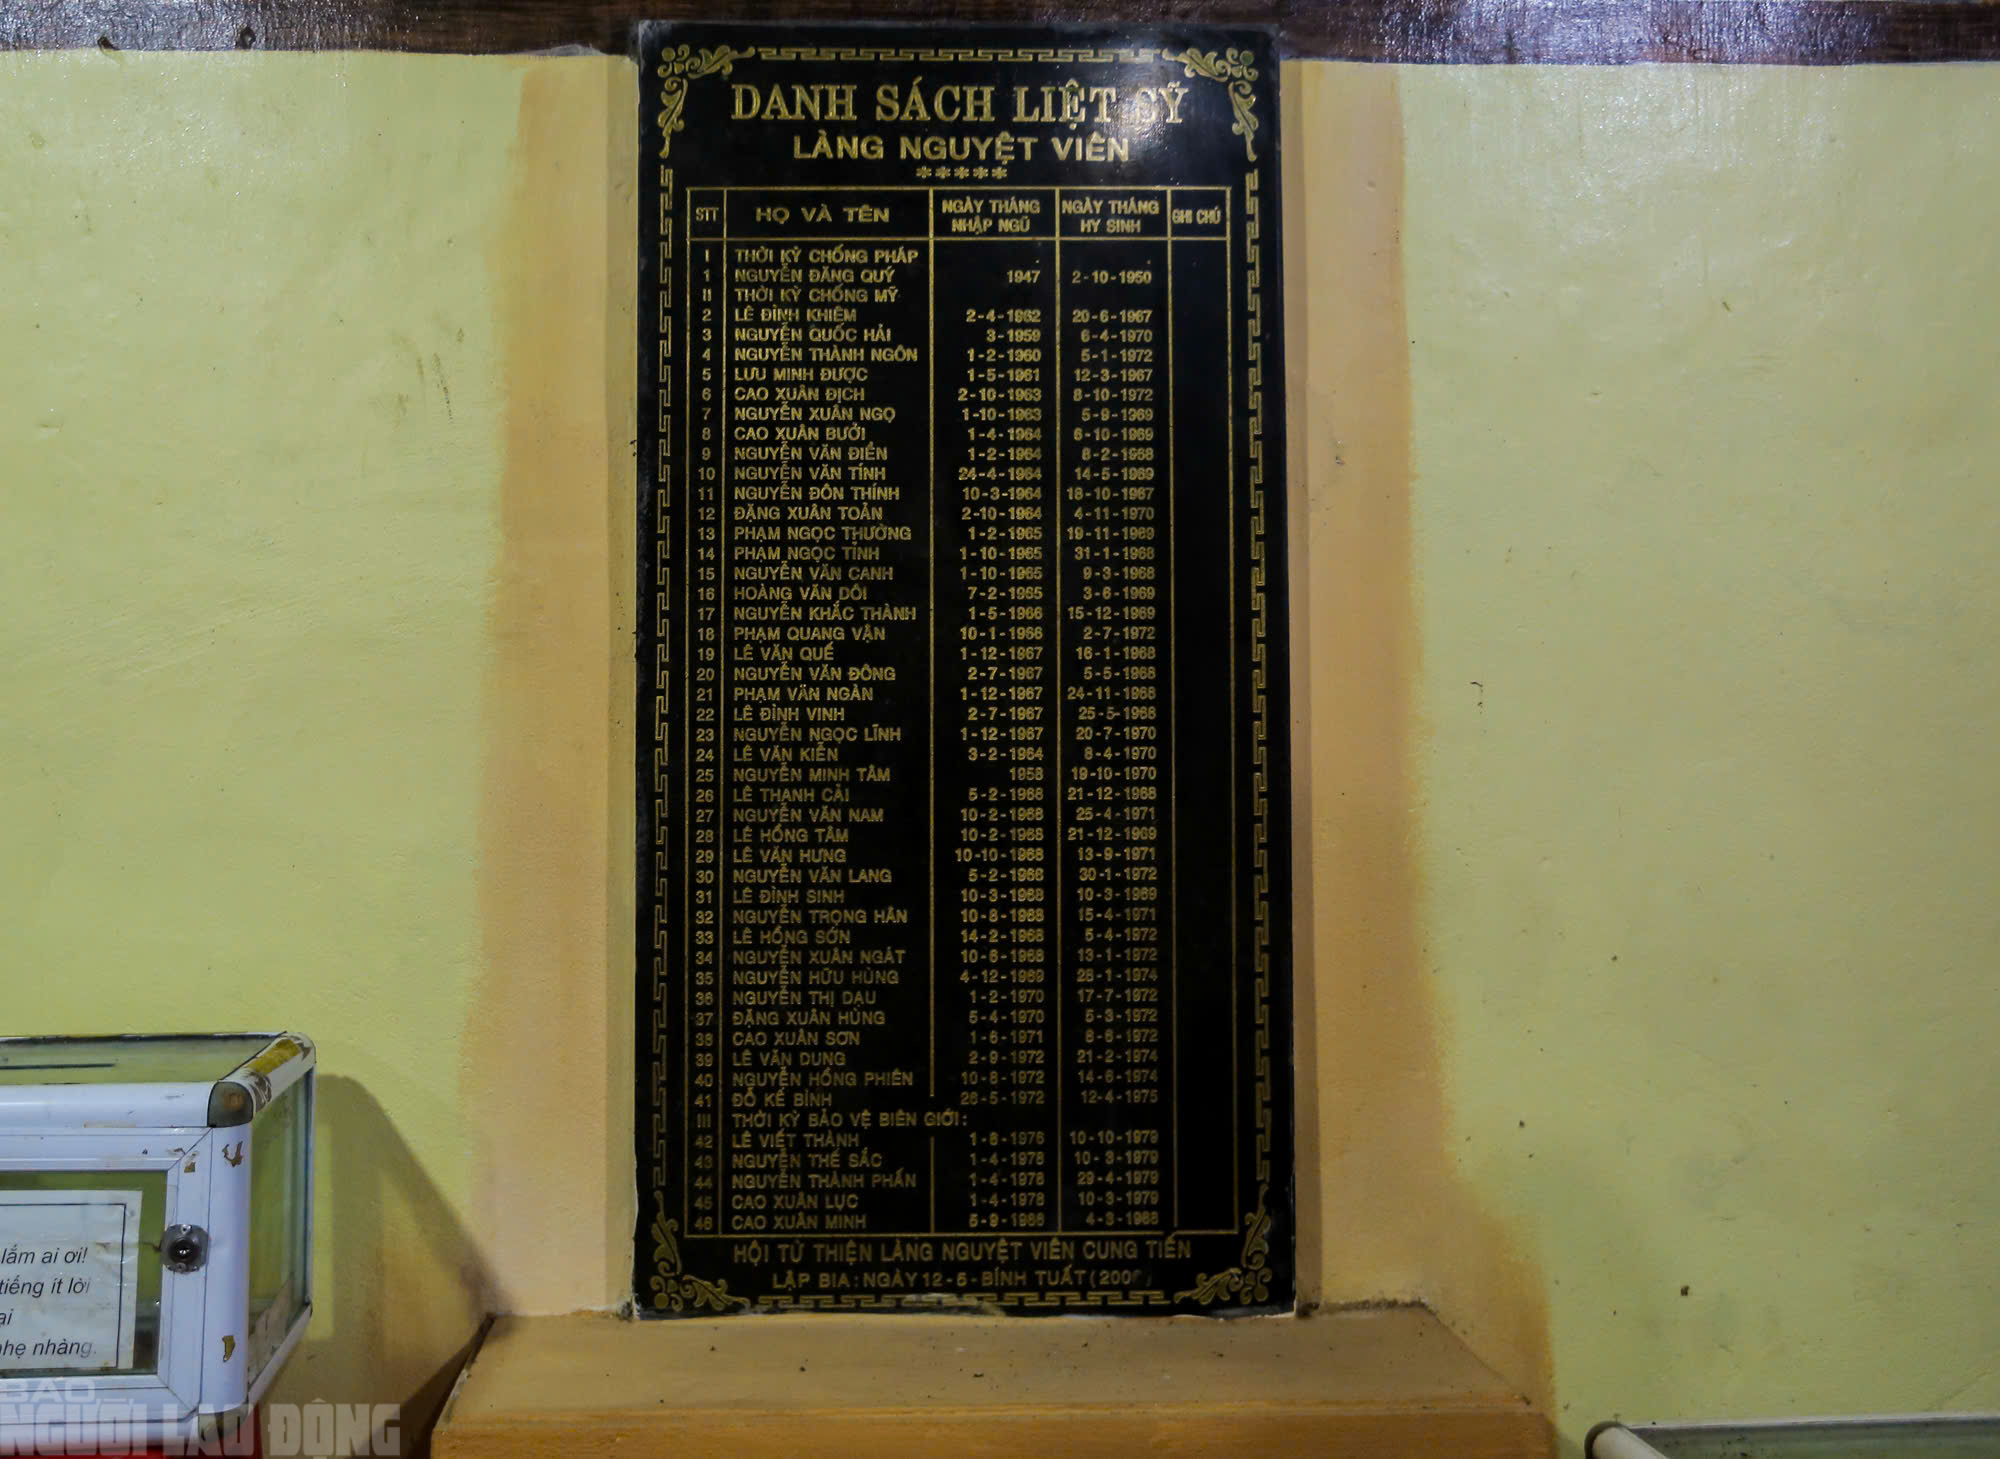 DANH SÁCH LIỆT SỸ
LÀNG NGUYỆT VIÊN
*****
STT HỌ VÀ TÊN NGÀY THÁNG NHẬP NGŨ NGÀY THÁNG HY SINH GHI CHÚ
I THỜI KỲ CHỐNG PHÁP
1 NGUYỄN ĐĂNG QUÝ 1947 2-10-1950
II THỜI KỲ CHỐNG MỸ
2 LÊ ĐÌNH KHIÊM 2-4-1962 20-6-1967
3 NGUYỄN QUỐC HẢI 3-1959 6-4-1970
4 NGUYỄN THÀNH NGÔN 1-2-1960 5-1-1972
5 LƯU MINH ĐƯỢC 1-5-1961 12-3-1967
6 CAO XUÂN ĐỊCH 2-10-1963 8-10-1972
7 NGUYỄN XUÂN NGỌ 1-10-1963 5-9-1969
8 CAO XUÂN BƯỞI 1-4-1964 6-10-1969
9 NGUYỄN VĂN ĐIỀN 1-2-1964 8-2-1968
10 NGUYỄN VĂN TÍNH 24-4-1964 14-5-1969
11 NGUYỄN ĐÔN THÍNH 10-3-1964 18-10-1967
12 ĐẶNG XUÂN TOẢN 2-10-1964 4-11-1970
13 PHẠM NGỌC THƯỜNG 1-2-1965 19-11-1969
14 PHẠM NGỌC TỈNH 1-10-1965 31-1-1968
15 NGUYỄN VĂN CANH 1-10-1965 9-3-1968
16 HOÀNG VĂN DÔI 7-2-1965 3-6-1969
17 NGUYỄN KHẮC THÀNH 1-5-1966 15-12-1969
18 PHẠM QUANG VẬN 10-1-1966 2-7-1972
19 LÊ VĂN QUẾ 1-12-1967 16-1-1968
20 NGUYỄN VĂN ĐÔNG 2-7-1967 5-5-1968
21 PHẠM VĂN NGÂN 1-12-1967 24-11-1968
22 LÊ ĐÌNH VINH 2-7-1967 25-5-1968
23 NGUYỄN NGỌC LĨNH 1-12-1967 20-7-1970
24 LÊ VĂN KIỄN 3-2-1964 8-4-1970
25 NGUYỄN MINH TÂM 1958 19-10-1970
26 LÊ THANH CẢI 5-2-1968 21-12-1968
27 NGUYỄN VĂN NAM 10-2-1968 25-4-1971
28 LÊ HỒNG TÂM 10-2-1968 21-12-1969
29 LÊ VĂN HƯNG 10-10-1968 13-9-1971
30 NGUYỄN VĂN LANG 5-2-1968 30-1-1972
31 LÊ ĐÌNH SINH 10-3-1968 10-3-1969
32 NGUYỄN TRỌNG HÂN 10-8-1968 15-4-1971
33 LÊ HỒNG SƠN 14-2-1968 5-4-1972
34 NGUYỄN XUÂN NGÁT 10-6-1968 13-1-1972
35 NGUYỄN HỮU HÙNG 4-12-1969 28-1-1974
36 NGUYỄN THỊ DẠU 1-2-1970 17-7-1972
37 ĐẶNG XUÂN HÙNG 5-4-1970 5-3-1972
38 CAO XUÂN SƠN 1-6-1971 8-6-1972
39 LÊ VĂN DUNG 2-9-1972 21-2-1974
40 NGUYỄN HỒNG PHIÊN 10-8-1972 14-6-1974
41 ĐỖ KẾ BÌNH 26-5-1972 12-4-1975
III THỜI KỲ BẢO VỆ BIÊN GIỚI:
42 LÊ VIẾT THÀNH 1-8-1976 10-10-1979
43 NGUYỄN THẾ SẮC 1-4-1978 10-3-1979
44 NGUYỄN THÀNH PHẤN 1-4-1978 29-4-1979
45 CAO XUÂN LỤC 1-4-1978 10-3-1979
46 CAO XUÂN MINH 5-9-1966 4-3-1968
HỘI TỪ THIỆN LÀNG NGUYỆT VIÊN CUNG TIẾN
LẬP BIA: NGÀY 12-5-BÍNH TUẤT
lắm ai ơi!
tiếng ít lời
nhẹ nhàng.
BÁO
NGƯỜI LAO ĐỘNG